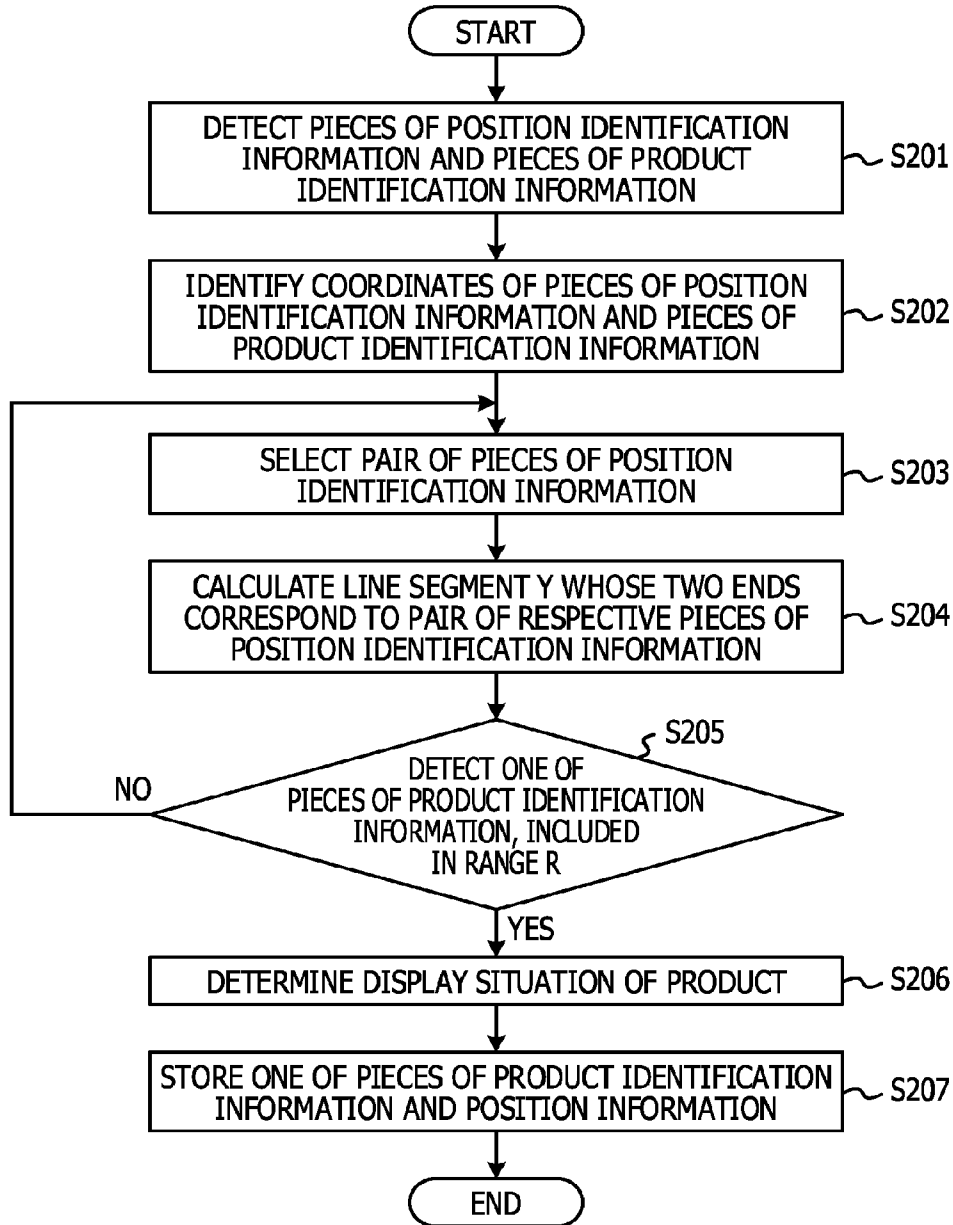 START
DETECT PIECES OF POSITION IDENTIFICATION
INFORMATION AND PIECES OF PRODUCT
IDENTIFICATION INFORMATION
S201
IDENTIFY COORDINATES OF PIECES OF POSITION
IDENTIFICATION INFORMATION AND PIECES OF
PRODUCT IDENTIFICATION INFORMATION
S202
SELECT PAIR OF PIECES OF POSITION
IDENTIFICATION INFORMATION
S203
CALCULATE LINE SEGMENT Y WHOSE TWO ENDS
CORRESPOND TO PAIR OF RESPECTIVE PIECES OF
POSITION IDENTIFICATION INFORMATION
S204
S205
DETECT ONE OF
PIECES OF PRODUCT IDENTIFICATION
INFORMATION, INCLUDED
IN RANGE R
NO
YES
DETERMINE DISPLAY SITUATION OF PRODUCT
S206
STORE ONE OF PIECES OF PRODUCT IDENTIFICATION
INFORMATION AND POSITION INFORMATION
S207
END